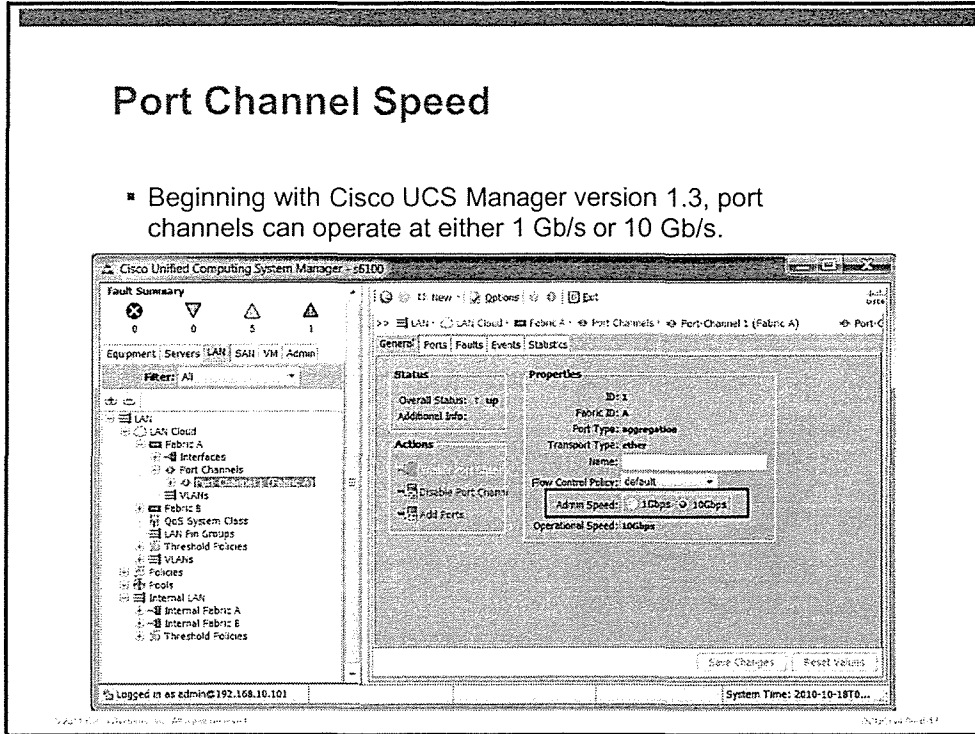 Port Channel Speed
▪ Beginning with Cisco UCS Manager version 1.3, port
channels can operate at either 1 Gb/s or 10 Gb/s.
Cisco Unified Computing System Manager - s6100
Fault Summary
0 0 5 1
Equipment Servers LAN SAN VM Admin
Filter: All
LAN
LAN Cloud
Fabric A
Interfaces
Port Channels
Port-Channel 1 (Fabric A)
VLANs
Fabric B
QoS System Class
LAN Pin Groups
Threshold Policies
VLANs
Policies
Pools
Internal LAN
Internal Fabric A
Internal Fabric B
Threshold Policies
New Options Exit
>> LAN LAN Cloud Fabric A Port Channels Port-Channel 1 (Fabric A) Port-C
General Ports Faults Events Statistics
Status
Overall Status: up
Additional Info:
Actions
Disable Port Channel
Add Ports
Properties
ID: 1
Fabric ID: A
Port Type: aggregation
Transport Type: ether
Name:
Flow Control Policy: default
Admin Speed: 1Gbps 10Gbps
Operational Speed: 10Gbps
Save Changes Reset Values
Logged in as admin@192.168.10.101
System Time: 2010-10-18T0...